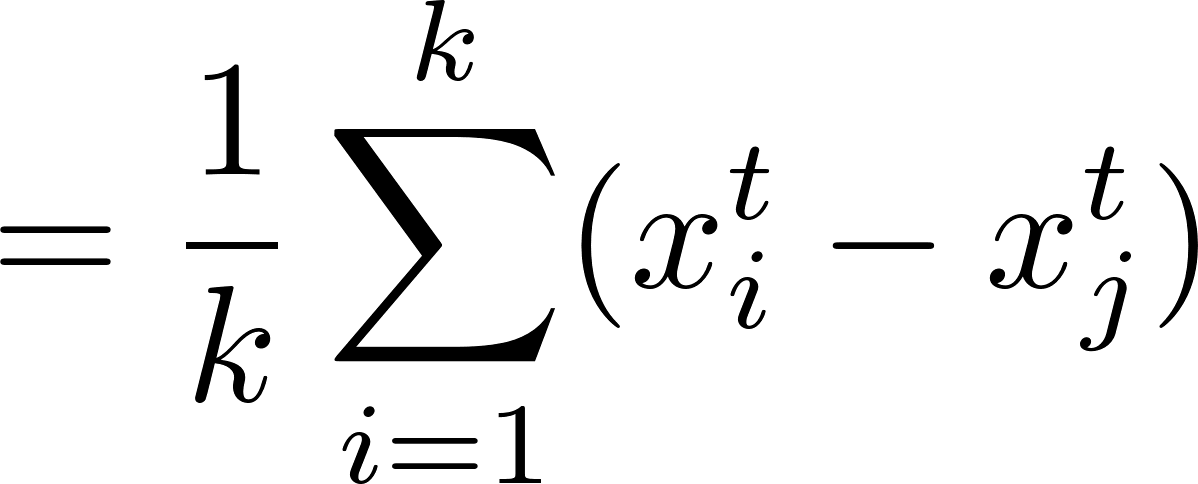 = \frac{1}{k} \sum_{i=1}^{k} (x_i^t - x_j^t)